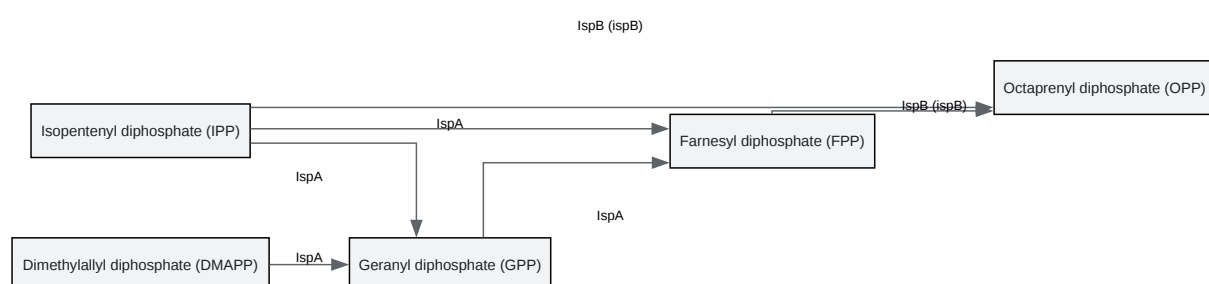 IspB (ispB)
Octaprenyl diphosphate (OPP)
IspB (ispB)
Isopentenyl diphosphate (IPP)
IspA
Farnesyl diphosphate (FPP)
IspA
IspA
Dimethylallyl diphosphate (DMAPP)
IspA
Geranyl diphosphate (GPP)